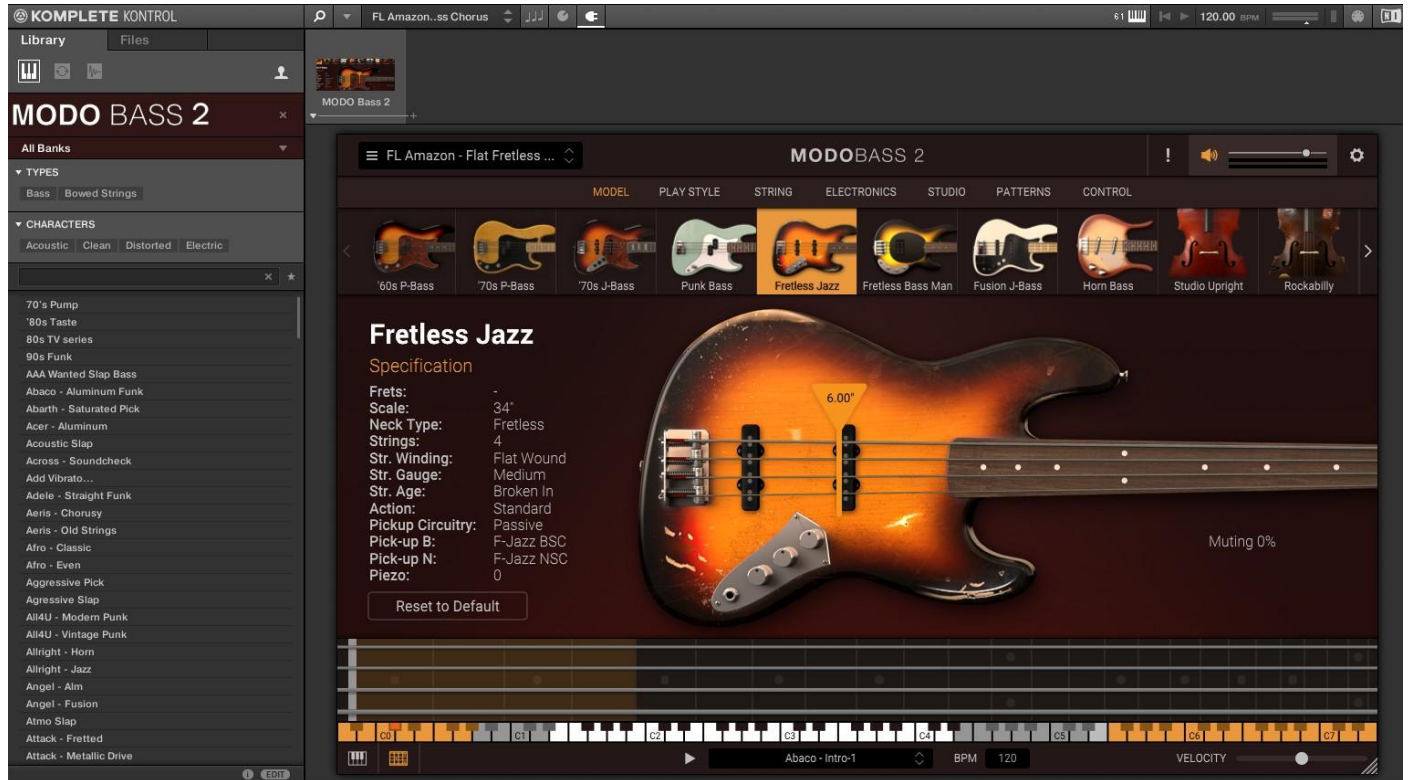 KOMPLETE KONTROL
FL Amazon..ss Chorus
61
120.00 BPM
Library
Files
MODO BASS 2
All Banks
TYPES
Bass
Bowed Strings
CHARACTERS
Acoustic
Clean
Distorted
Electric
70's Pump
'80s Taste
80s TV series
90s Funk
AAA Wanted Slap Bass
Abaco - Aluminum Funk
Abarth - Saturated Pick
Acer - Aluminum
Acoustic Slap
Across - Soundcheck
Add Vibrato...
Adele - Straight Funk
Aeris - Chorusy
Aeris - Old Strings
Afro - Classic
Afro - Even
Aggressive Pick
Agressive Slap
All4U - Modern Punk
All4U - Vintage Punk
Allright - Horn
Allright - Jazz
Angel - Alm
Angel - Fusion
Atmo Slap
Attack - Fretted
Attack - Metallic Drive
EDIT
MODO Bass 2
FL Amazon - Flat Fretless ...
MODOBASS 2
MODEL
PLAY STYLE
STRING
ELECTRONICS
STUDIO
PATTERNS
CONTROL
'60s P-Bass
'70s P-Bass
'70s J-Bass
Punk Bass
Fretless Jazz
Fretless Bass Man
Fusion J-Bass
Horn Bass
Studio Upright
Rockabilly
Fretless Jazz
Specification
Frets: -
Scale: 34"
Neck Type: Fretless
Strings: 4
Str. Winding: Flat Wound
Str. Gauge: Medium
Str. Age: Broken In
Action: Standard
Pickup Circuitry: Passive
Pick-up B: F-Jazz BSC
Pick-up N: F-Jazz NSC
Piezo: 0
Reset to Default
6.00"
Muting 0%
C0
C1
C2
C3
C4
C5
C6
C7
Abaco - Intro-1
BPM 120
VELOCITY